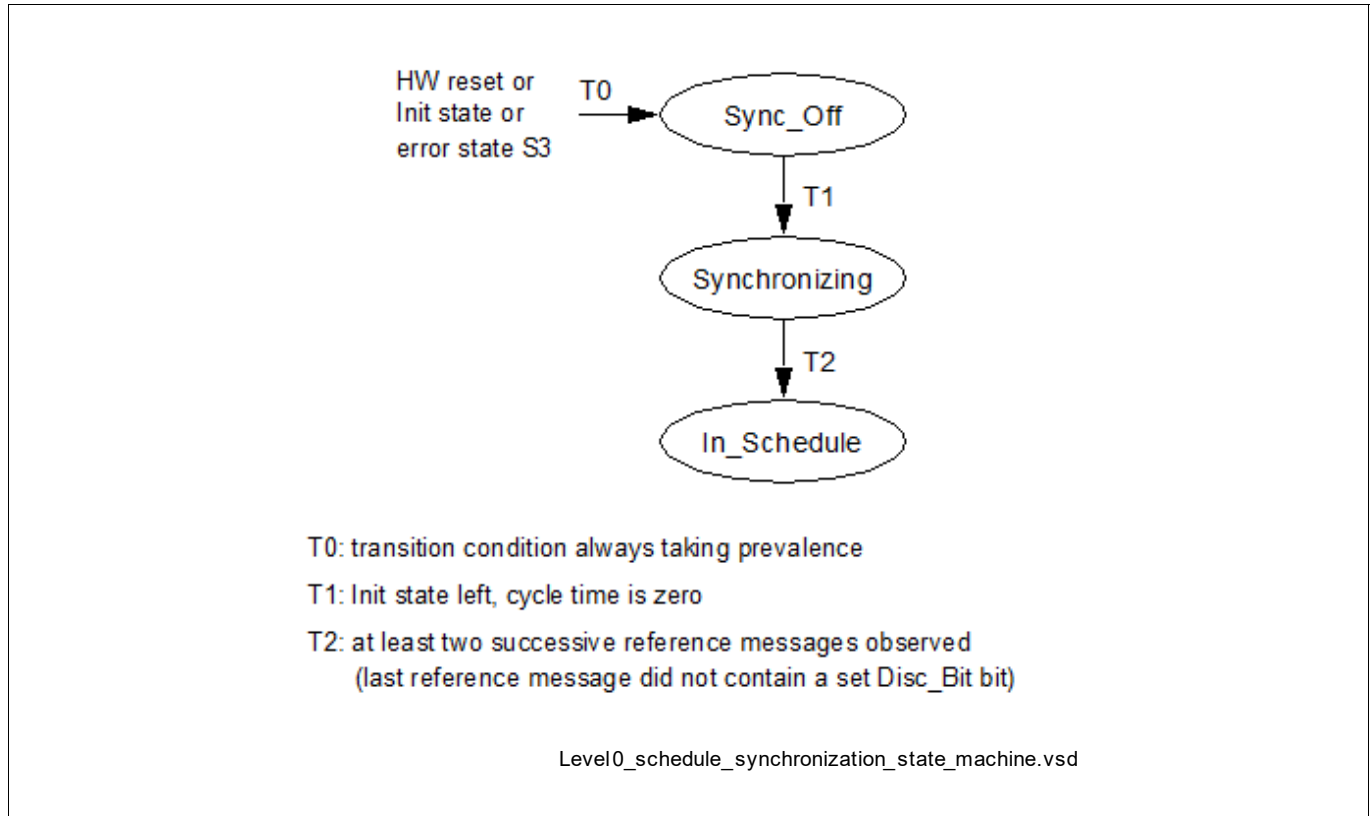 HW reset or
Init state or
error state S3
T0
Sync_Off
T1
Synchronizing
T2
In_Schedule
T0: transition condition always taking prevalence
T1: Init state left, cycle time is zero
T2: at least two successive reference messages observed
(last reference message did not contain a set Disc_Bit bit)
Level0_schedule_synchronization_state_machine.vsd